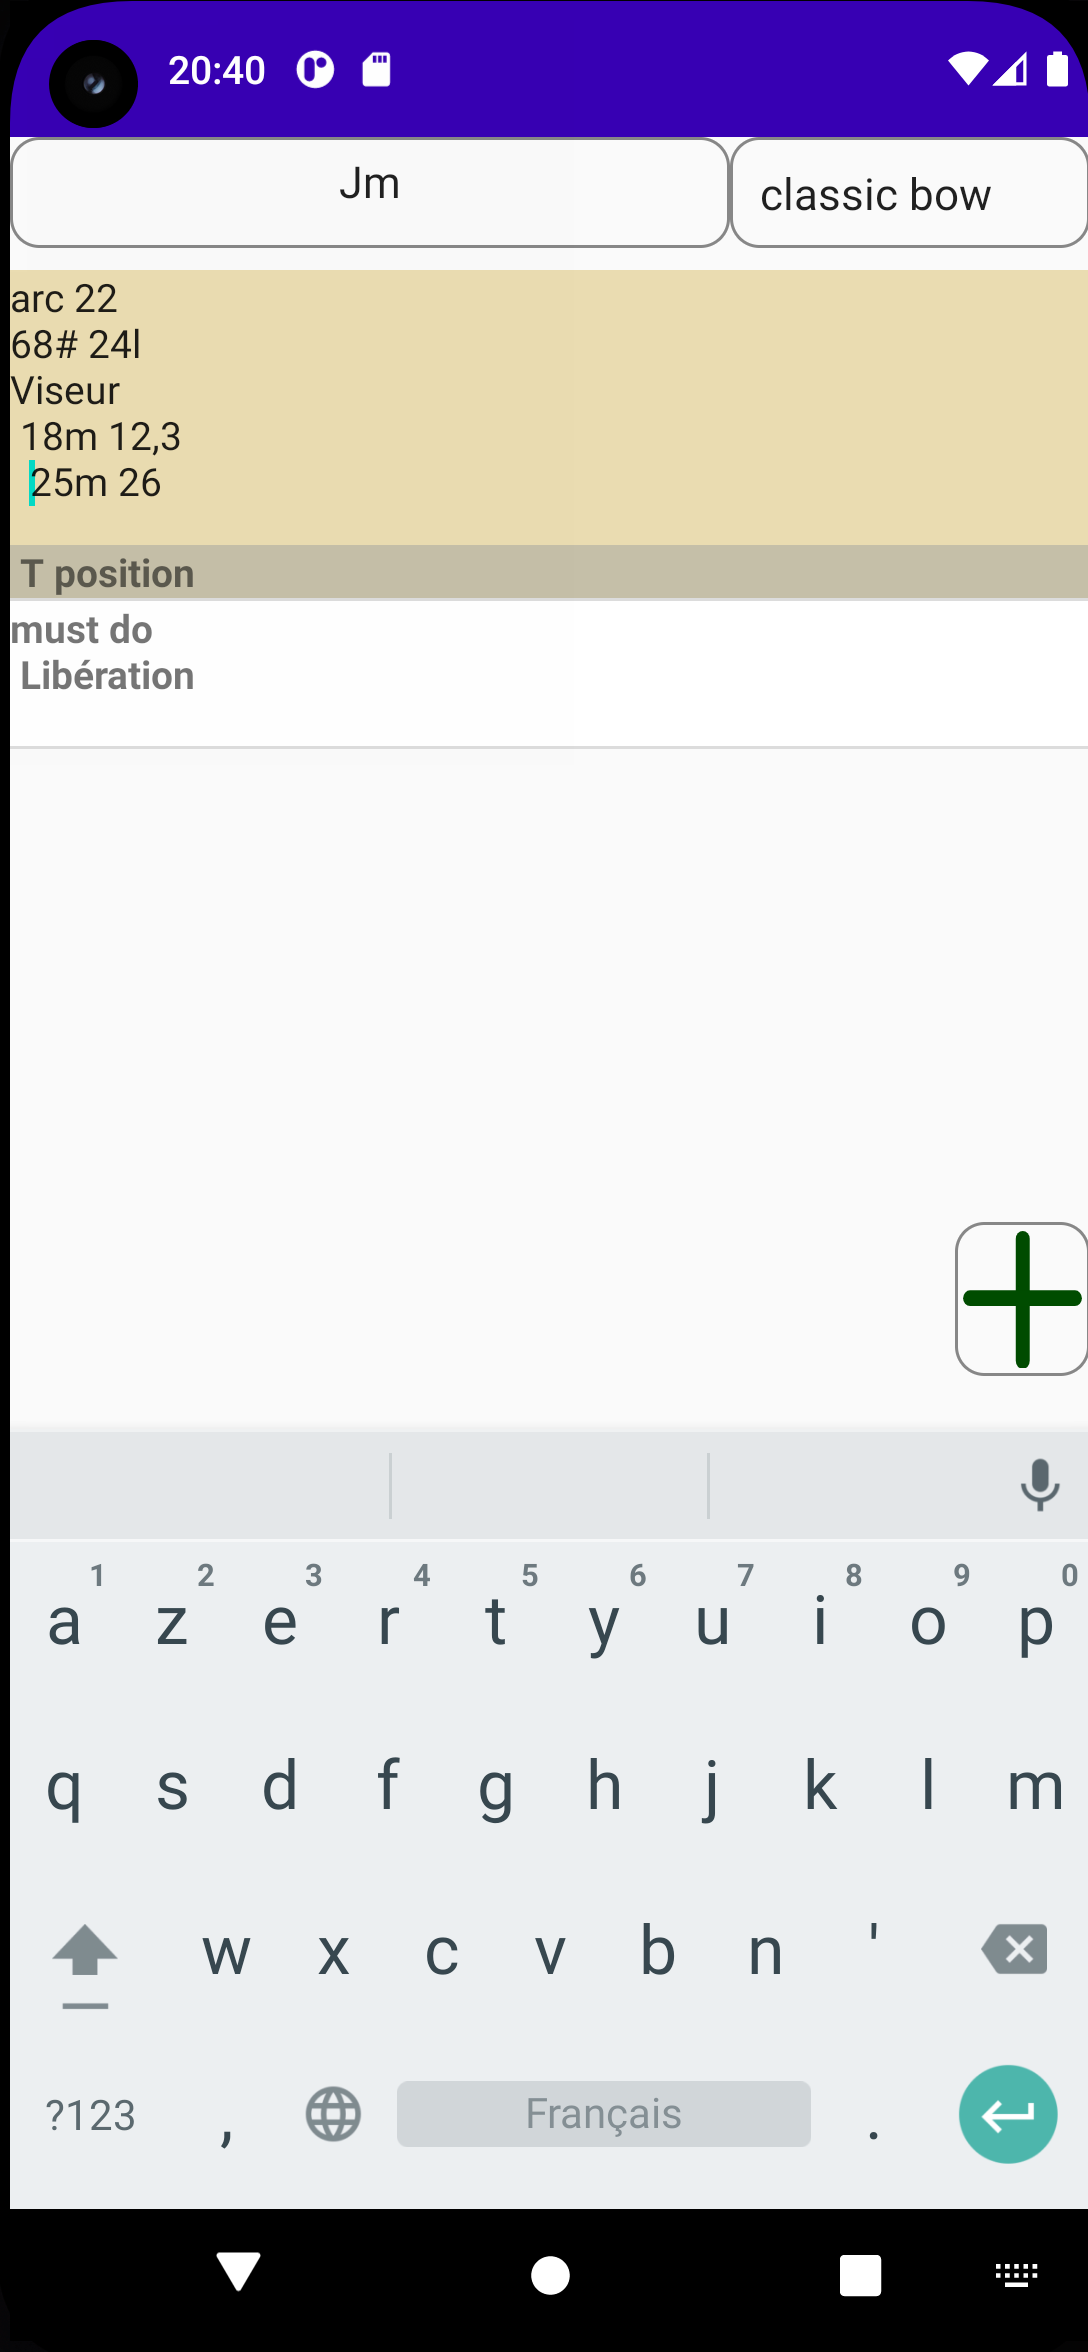 20:40
Jm
classic bow
arc 22
68# 24l
Viseur
18m 12,3
25m 26
T position
must do
Libération
1 2 3 4 5 6 7 8 9 0
a z e r t y u i o p
q s d f g h j k l m
w x c v b n '
?123 , Français .